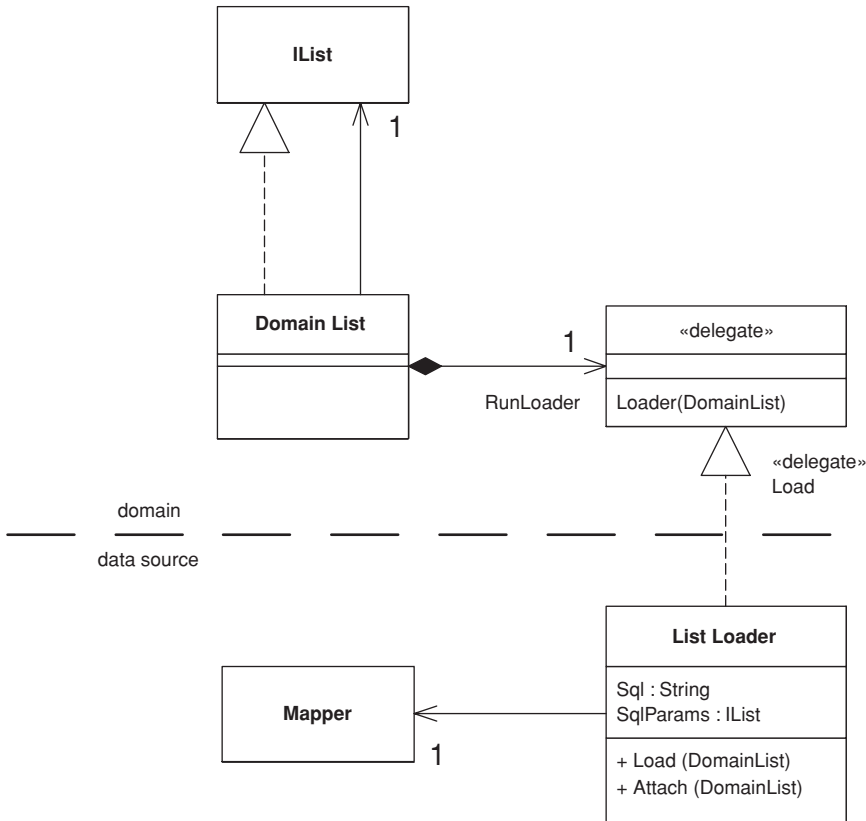 IList
1
Domain List
1
«delegate»
RunLoader
Loader(DomainList)
«delegate»
Load
domain
data source
List Loader
Sql : String
SqlParams : IList
Mapper
1
+ Load (DomainList)
+ Attach (DomainList)